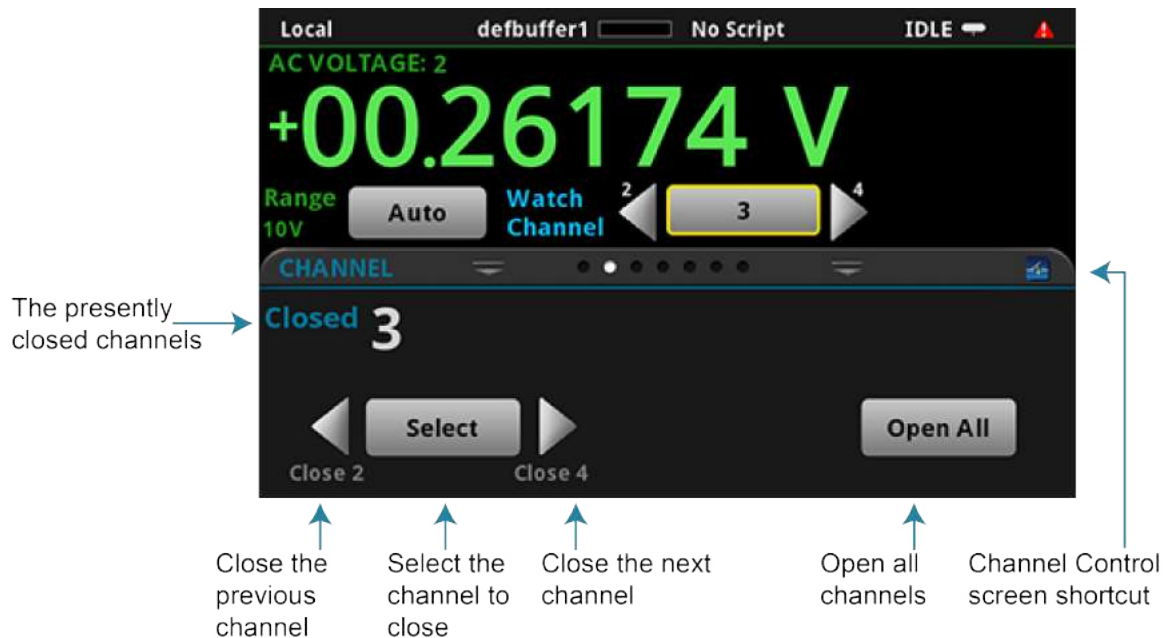 Local defbuffer1 No Script IDLE
AC VOLTAGE: 2
+00.26174 V
Range 10V Auto Watch Channel 2 3 4
CHANNEL
The presently closed channels
Closed 3
Select Open All
Close 2 Close 4
Close the previous channel
Select the channel to close
Close the next channel
Open all channels
Channel Control screen shortcut